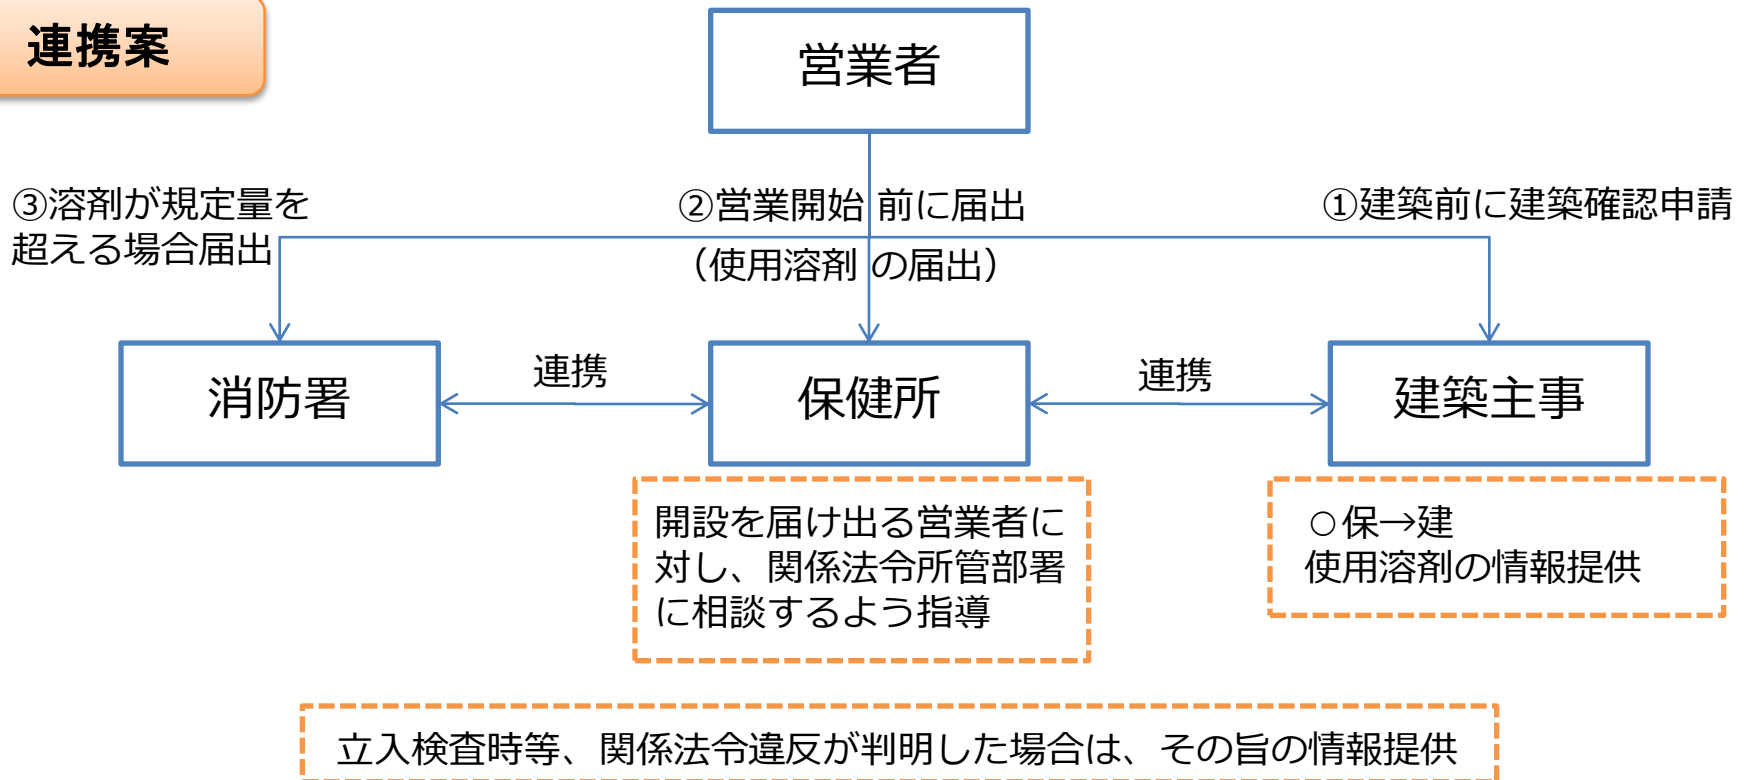 連携案
営業者
③溶剤が規定量を
超える場合届出
②営業開始 前に届出
（使用溶剤 の届出）
①建築前に建築確認申請
消防署
連携
保健所
連携
建築主事
開設を届け出る営業者に
対し、関係法令所管部署
に相談するよう指導
○保→建
使用溶剤の情報提供
立入検査時等、関係法令違反が判明した場合は、その旨の情報提供